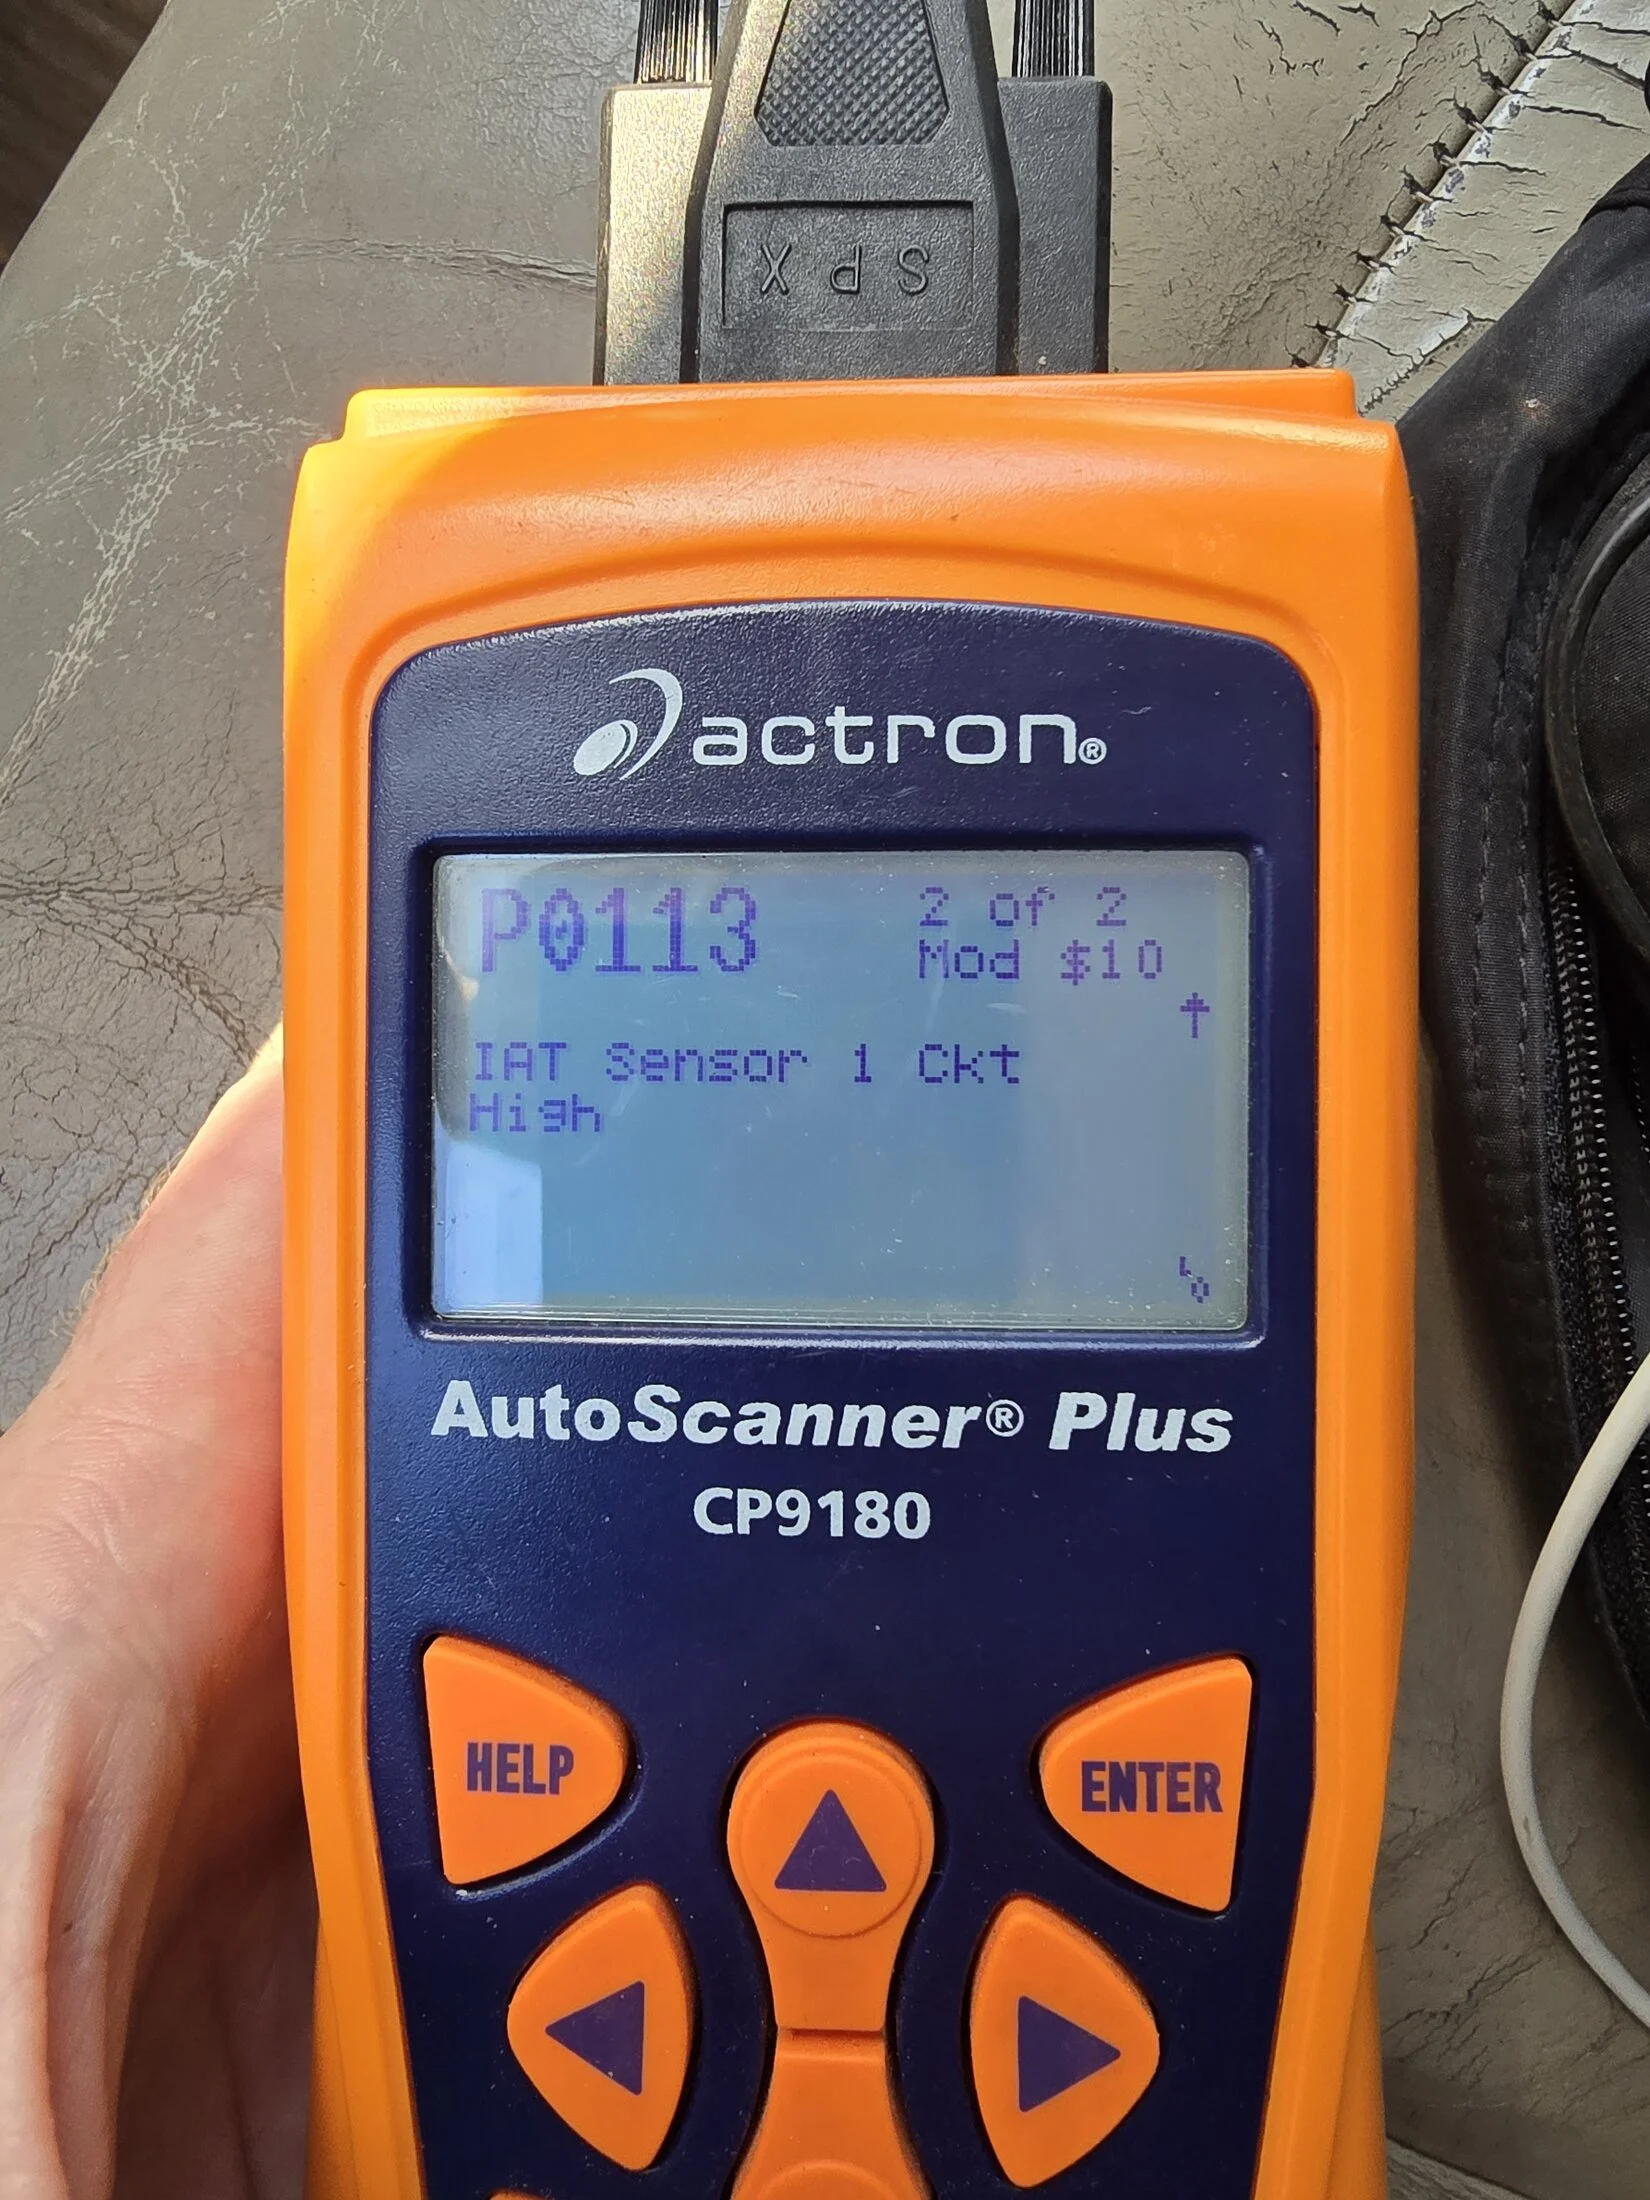 SPX
actron®
P0113 2 of 2
Mod $10
IAT Sensor 1 Ckt
High
AutoScanner® Plus
CP9180
HELP
ENTER